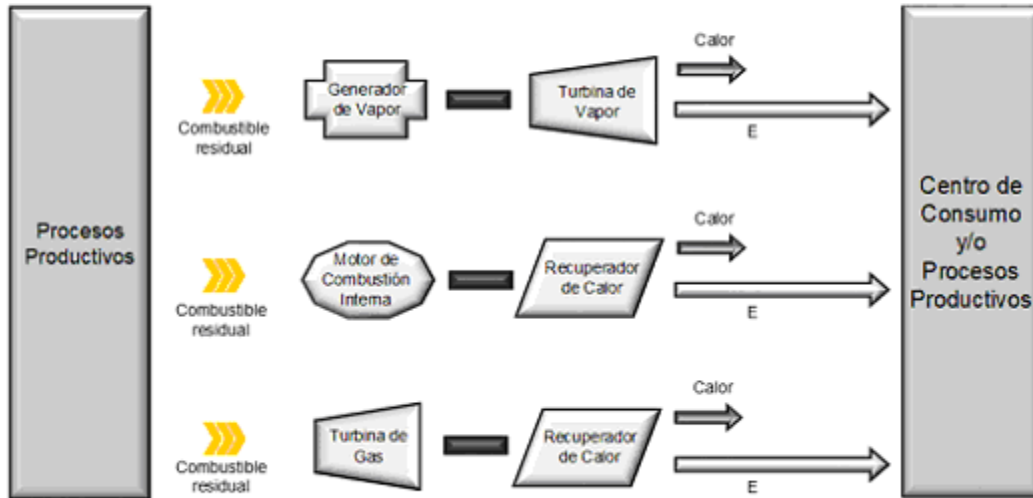 Procesos
Productivos
Combustible
residual
Generador
de Vapor
Turbina de
Vapor
Calor
E
Combustible
residual
Motor de
Combustión
Interna
Recuperador
de Calor
Calor
E
Combustible
residual
Turbina de
Gas
Recuperador
de Calor
Calor
E
Centro de
Consumo
y/o
Procesos
Productivos